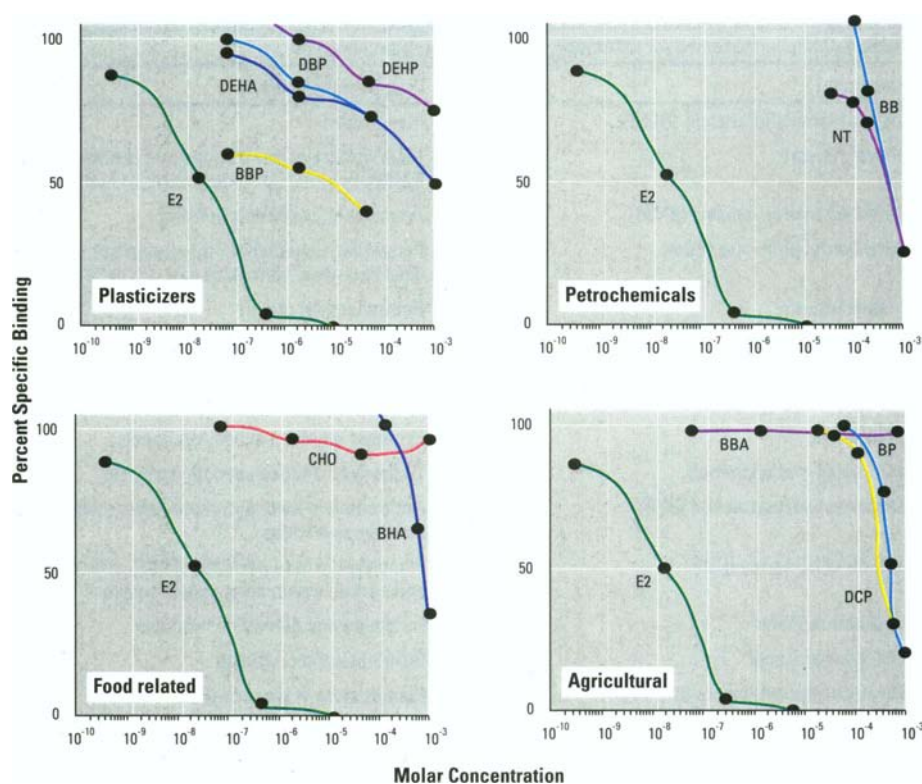 Percent Specific Binding
100
50
0
DBP
DEHP
DEHA
BBP
E2
Plasticizers
10-10 10-9 10-8 10-7 10-6 10-5 10-4 10-3
100
50
0
BB
NT
E2
Petrochemicals
10-10 10-9 10-8 10-7 10-6 10-5 10-4 10-3
100
50
0
CHO
BHA
E2
Food related
10-10 10-9 10-8 10-7 10-6 10-5 10-4 10-3
100
50
0
BBA
BP
E2
DCP
Agricultural
10-10 10-9 10-8 10-7 10-6 10-5 10-4 10-3
Molar Concentration